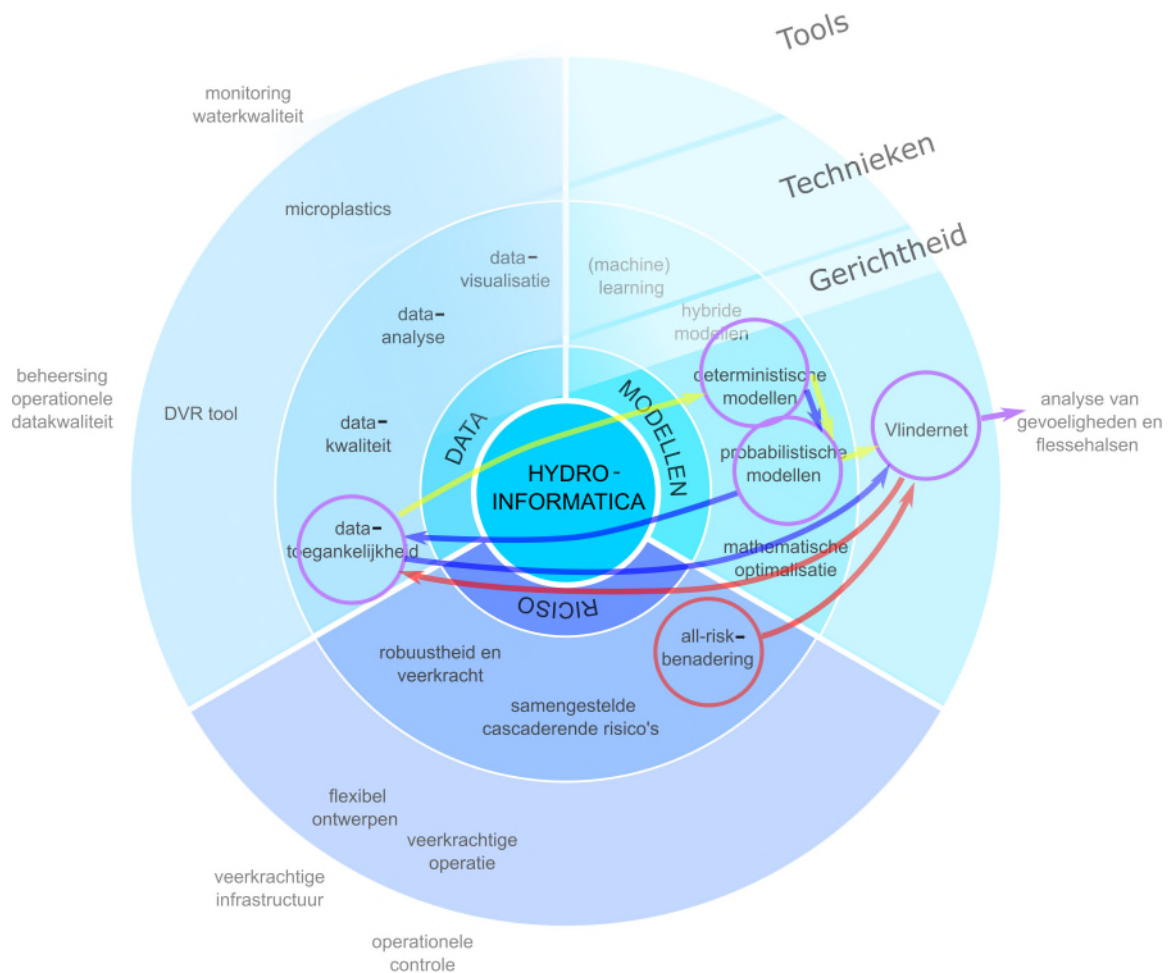 Tools
monitoring
waterkwaliteit
Technieken
microplastics
Gerichtheid
data-
visualisatie
(machine)
learning
data-
analyse
hybride
modellen
beheersing
operationele
datakwaliteit
DVR tool
data-
kwaliteit
DATA
MODELLEN
deterministische
modellen
Vlindernet
analyse van
gevoeligheden en
flessehalsen
probabilistische
modellen
HYDRO-
INFORMATICA
data-
toegankelijkheid
mathematische
optimalisatie
RICISO
all-risk-
benadering
robuustheid en
veerkracht
samengestelde
cascaderende risico's
flexibel
ontwerpen
veerkrachtige
operatie
veerkrachtige
infrastructuur
operationele
controle